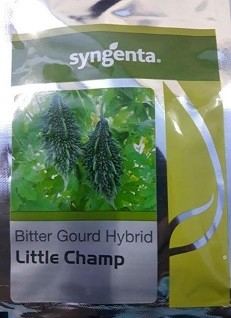 syngenta®
Bitter Gourd Hybrid
Little Champ